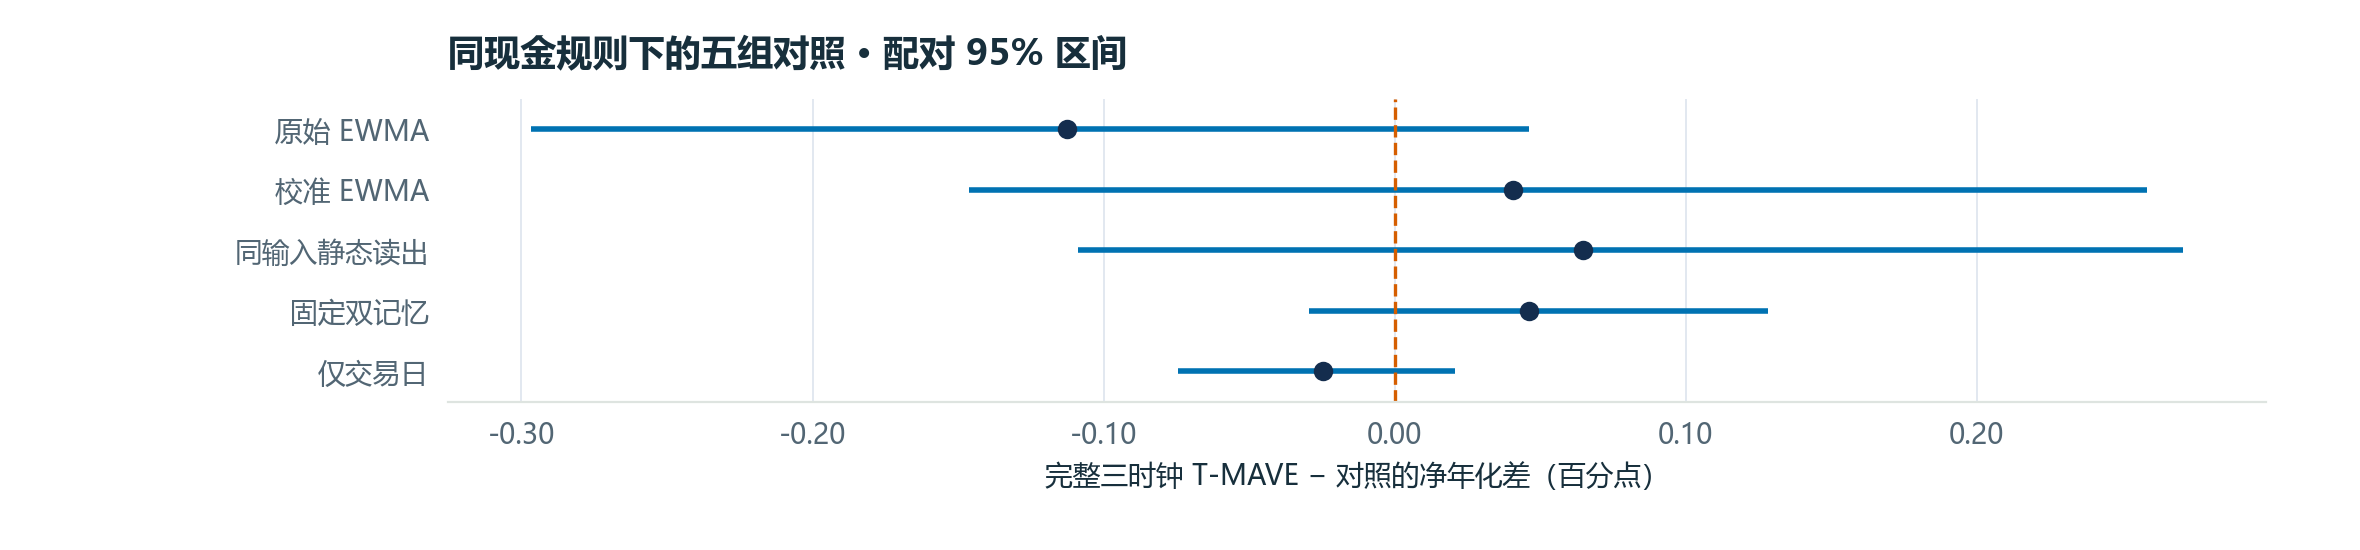 同现金规则下的五组对照 • 配对 95% 区间
原始 EWMA
校准 EWMA
同输入静态读出
固定双记忆
仅交易日
-0.30 -0.20 -0.10 0.00 0.10 0.20
完整三时钟 T-MAVE − 对照的净年化差（百分点）